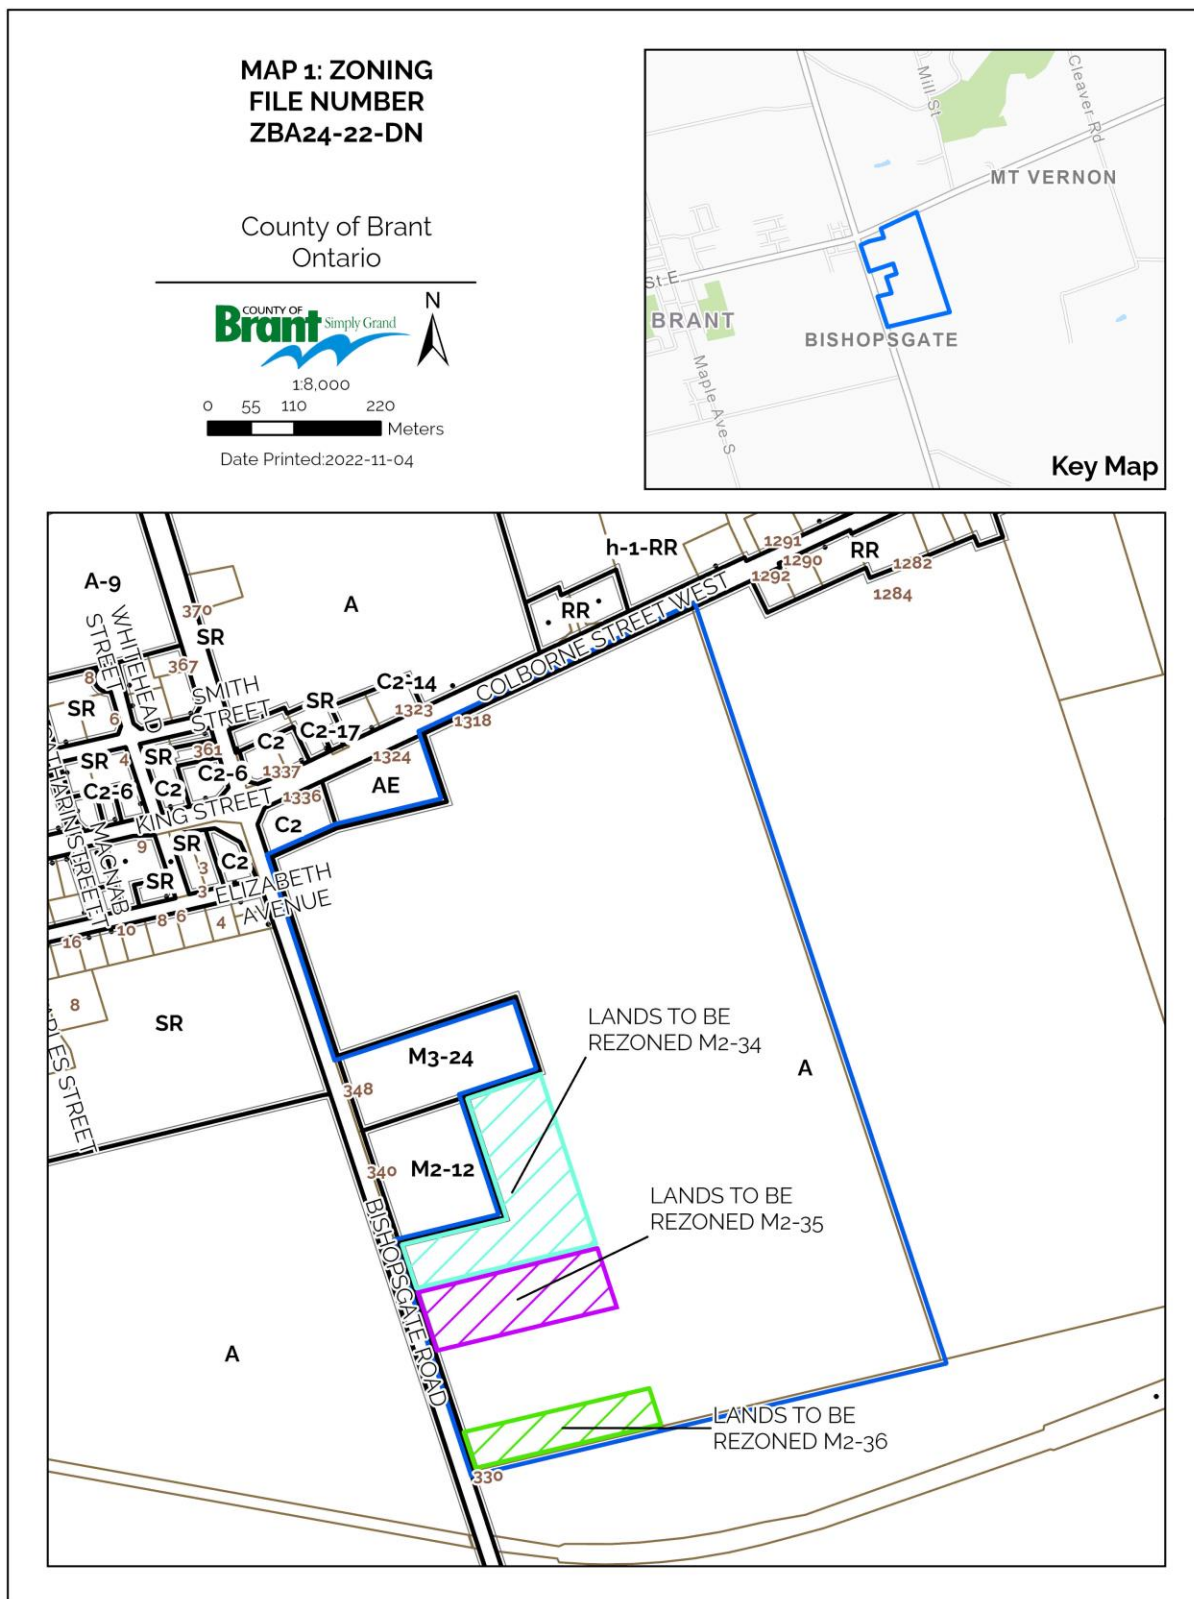 MAP 1: ZONING
FILE NUMBER
ZBA24-22-DN
County of Brant
Ontario
COUNTY OF
Brant Simply Grand
N
1:8,000
0 55 110 220
Meters
Date Printed:2022-11-04
Mill St
Cleaver Rd
MT VERNON
St E
BRANT
BISHOPSGATE
Maple Ave S
Key Map
h-1-RR
1291
1290
RR
1292
1282
1284
A-9
370
A
RR
COLBORNE STREET WEST
WHITEHEAD
STREET
SR
367
8
SMITH
STREET
C2-14
SR
1323
1318
SR
6
C2-17
C2
361
SR
1324
SR
4
C2-6
1337
AE
C2-6
C2
1336
KING STREET
C2
MACNAB
9
SR
C2
3
SR
3
ELIZABETH
AVENUE
16
10
8
6
4
8
SR
LANDS TO BE
REZONED M2-34
M3-24
A
348
340
M2-12
LANDS TO BE
REZONED M2-35
BISHOPSGATE ROAD
A
LANDS TO BE
REZONED M2-36
330